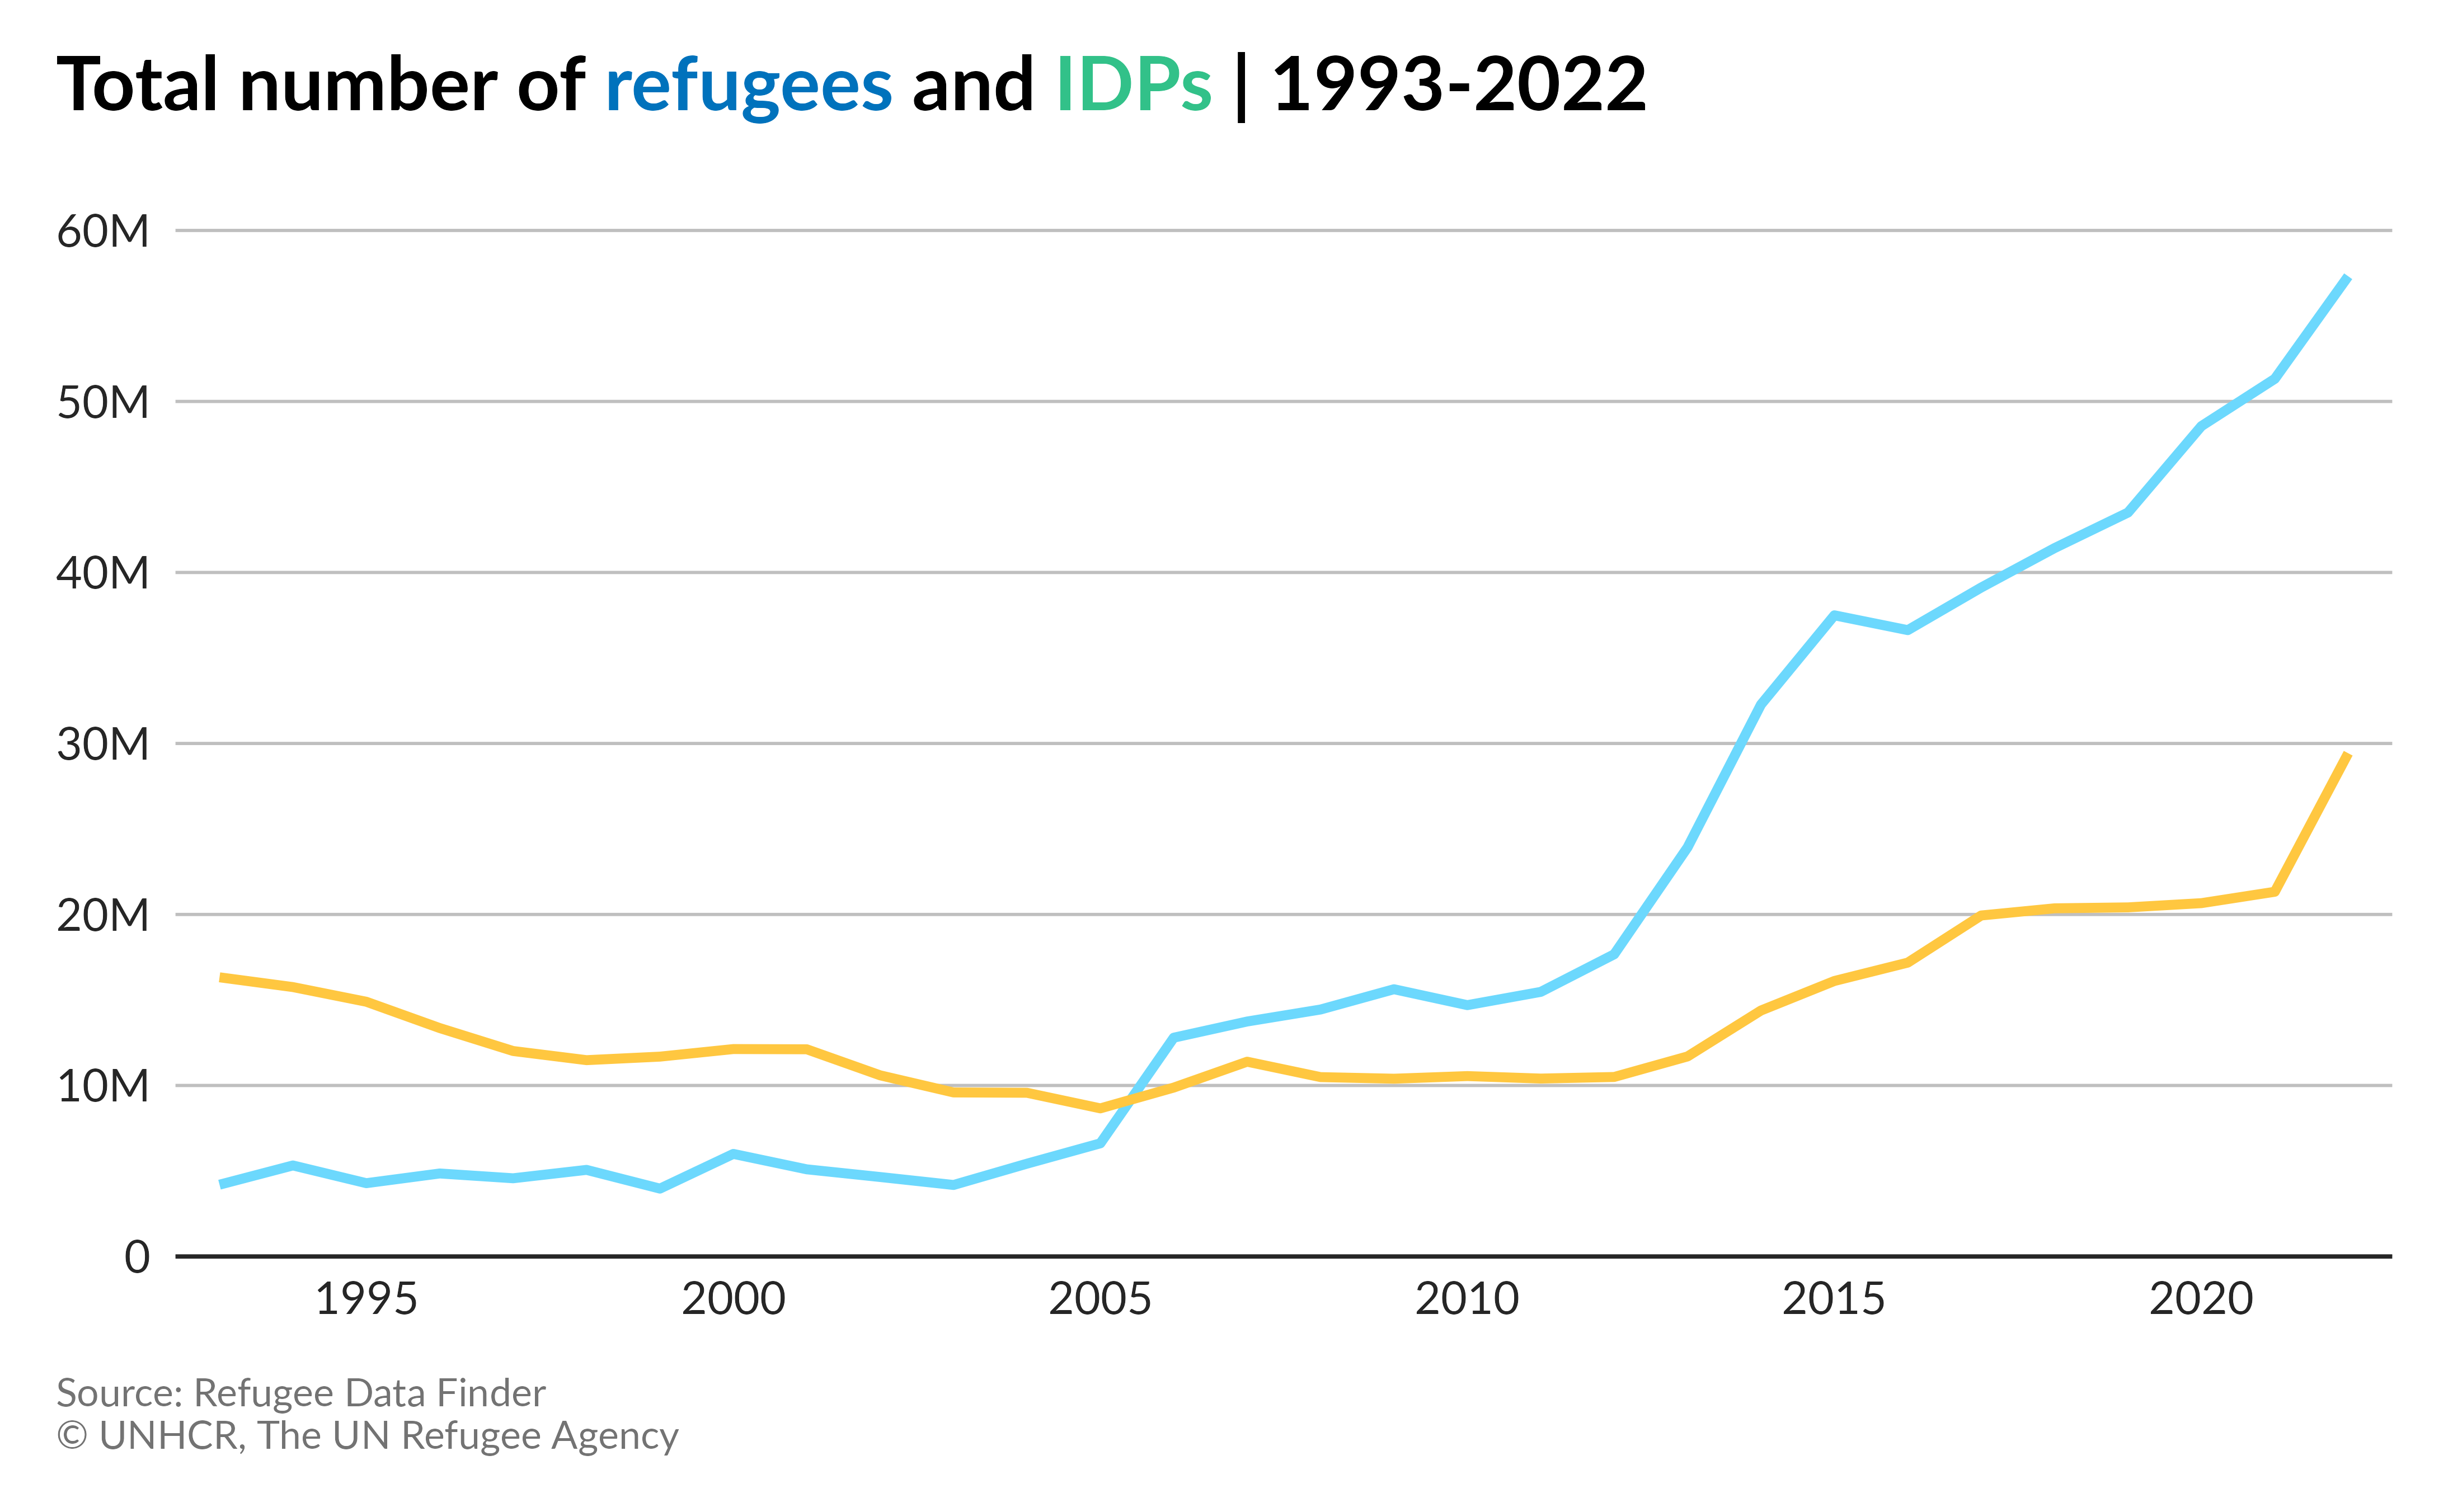 Total number of refugees and IDPs | 1993-2022
60M
50M
40M
30M
20M
10M
0
1995 2000 2005 2010 2015 2020
Source: Refugee Data Finder
© UNHCR, The UN Refugee Agency